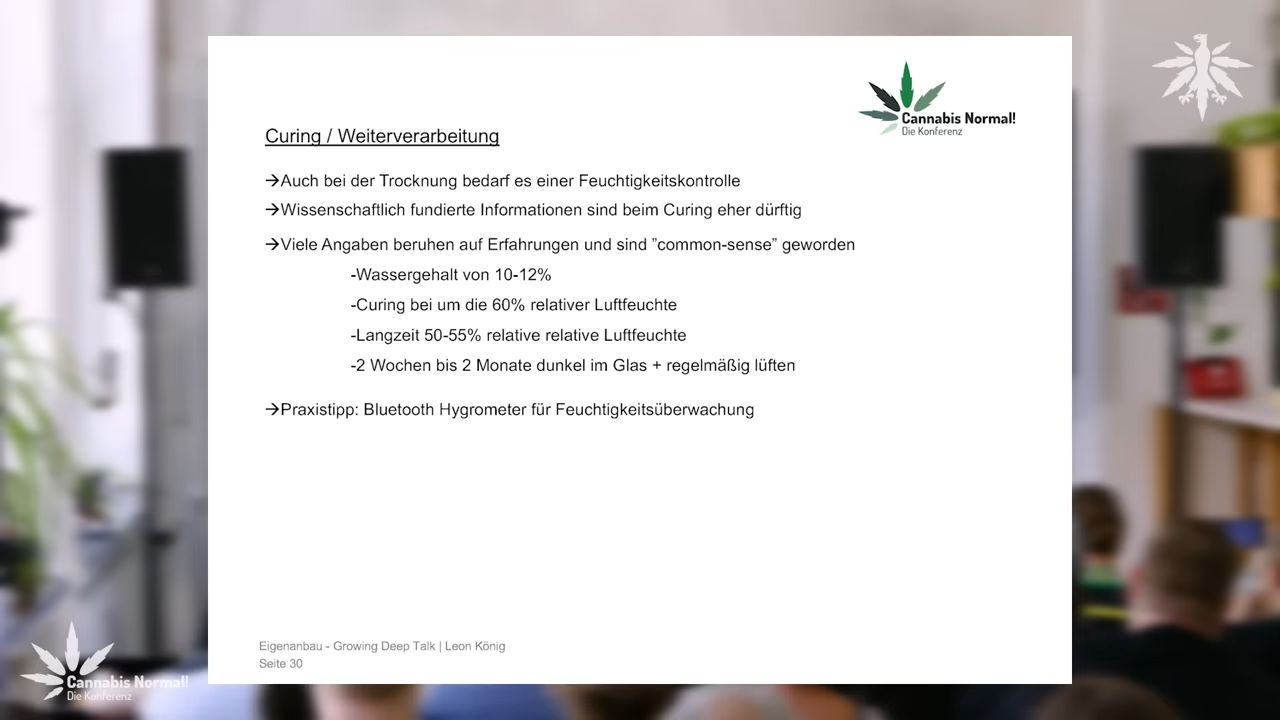 Cannabis Normal!
Die Konferenz
Curing / Weiterverarbeitung
→Auch bei der Trocknung bedarf es einer Feuchtigkeitskontrolle
→Wissenschaftlich fundierte Informationen sind beim Curing eher dürftig
→Viele Angaben beruhen auf Erfahrungen und sind ”common-sense” geworden
-Wassergehalt von 10-12%
-Curing bei um die 60% relativer Luftfeuchte
-Langzeit 50-55% relative relative Luftfeuchte
-2 Wochen bis 2 Monate dunkel im Glas + regelmäßig lüften
→Praxistipp: Bluetooth Hygrometer für Feuchtigkeitsüberwachung
Eigenanbau - Growing Deep Talk | Leon König
Seite 30
Cannabis Normal!
Die Konferenz